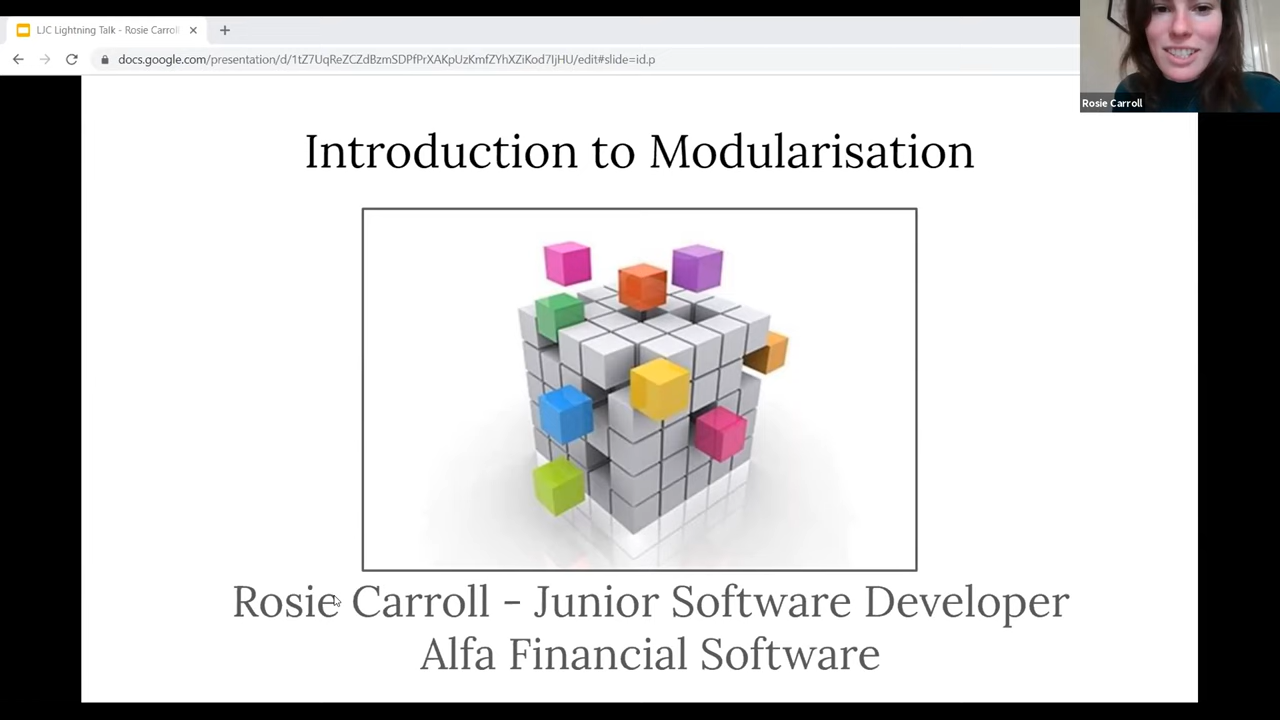 LJC Lightning Talk - Rosie Carroll
docs.google.com/presentation/d/1tZ7UqReZCZdBzmSDPfPrXAKpUzKmfZYhXZiKod7IjHU/edit#slide=id.p
Rosie Carroll
Introduction to Modularisation
Rosie Carroll - Junior Software Developer
Alfa Financial Software